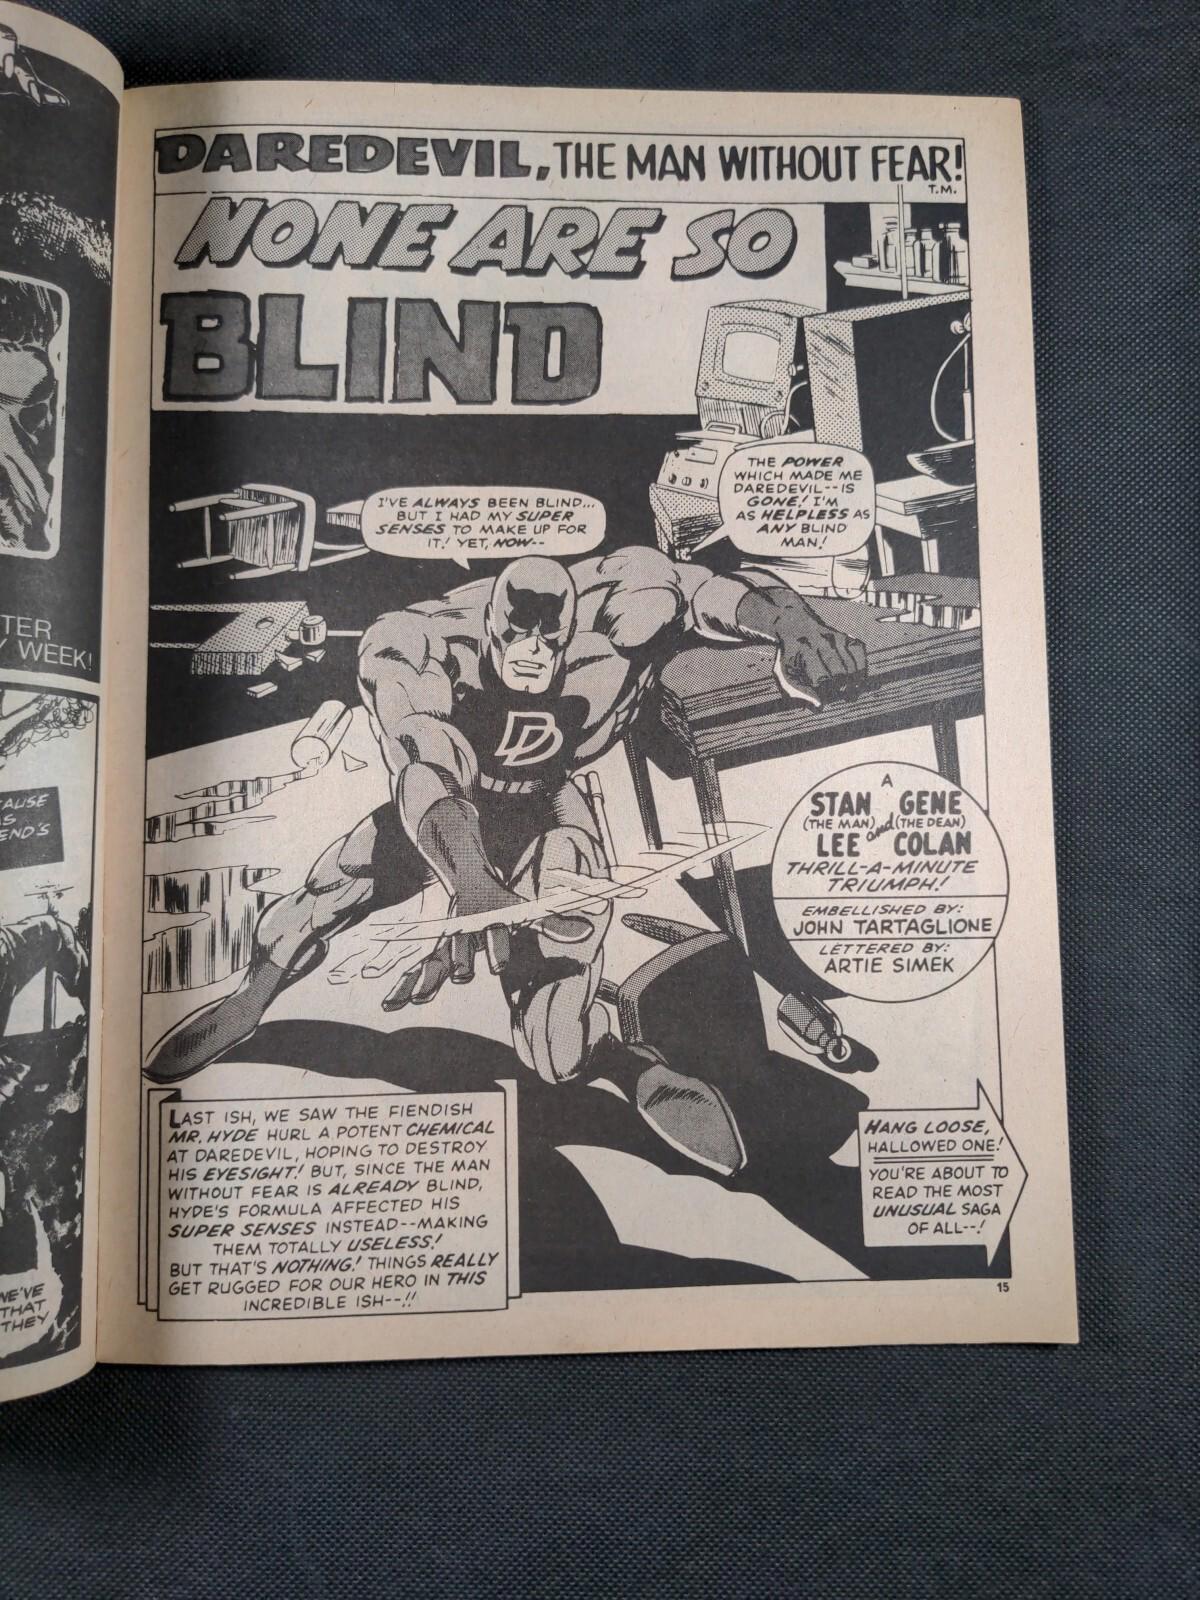 DAREDEVIL, THE MAN WITHOUT FEAR!
T.M.
NONE ARE SO
BLIND
I'VE ALWAYS BEEN BLIND...
BUT I HAD MY SUPER
SENSES TO MAKE UP FOR
IT! YET, NOW--
THE POWER
WHICH MADE ME
DAREDEVIL--IS
GONE! I'M
AS HELPLESS AS
ANY BLIND
MAN!
DD
A
STAN and GENE
(THE MAN) (THE DEAN)
LEE COLAN
THRILL-A-MINUTE
TRIUMPH!
EMBELLISHED BY:
JOHN TARTAGLIONE
LETTERED BY:
ARTIE SIMEK
LAST ISH, WE SAW THE FIENDISH
MR. HYDE HURL A POTENT CHEMICAL
AT DAREDEVIL, HOPING TO DESTROY
HIS EYESIGHT! BUT, SINCE THE MAN
WITHOUT FEAR IS ALREADY BLIND,
HYDE'S FORMULA AFFECTED HIS
SUPER SENSES INSTEAD--MAKING
THEM TOTALLY USELESS!
BUT THAT'S NOTHING! THINGS REALLY
GET RUGGED FOR OUR HERO IN THIS
INCREDIBLE ISH--!!
HANG LOOSE,
HALLOWED ONE!
YOU'RE ABOUT TO
READ THE MOST
UNUSUAL SAGA
OF ALL--!
15
WEEK!
THAT
THEY